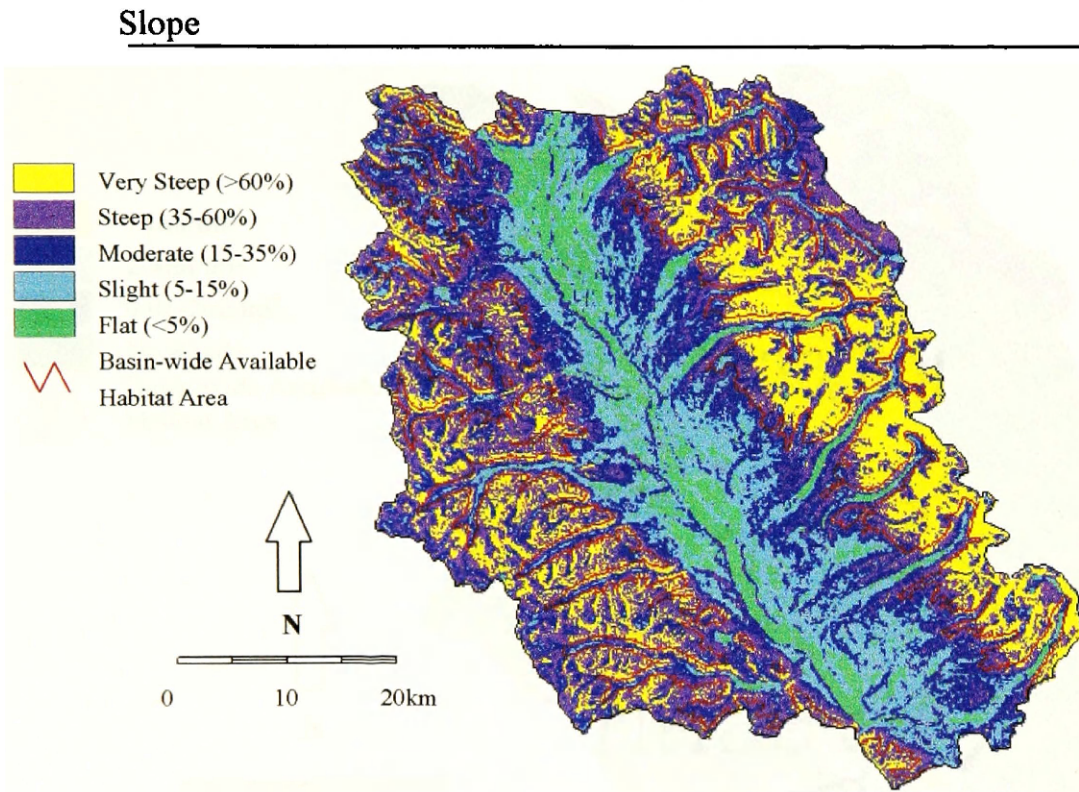 Slope
Very Steep (>60%)
Steep (35-60%)
Moderate (15-35%)
Slight (5-15%)
Flat (<5%)
Basin-wide Available
Habitat Area
N
0 10 20km